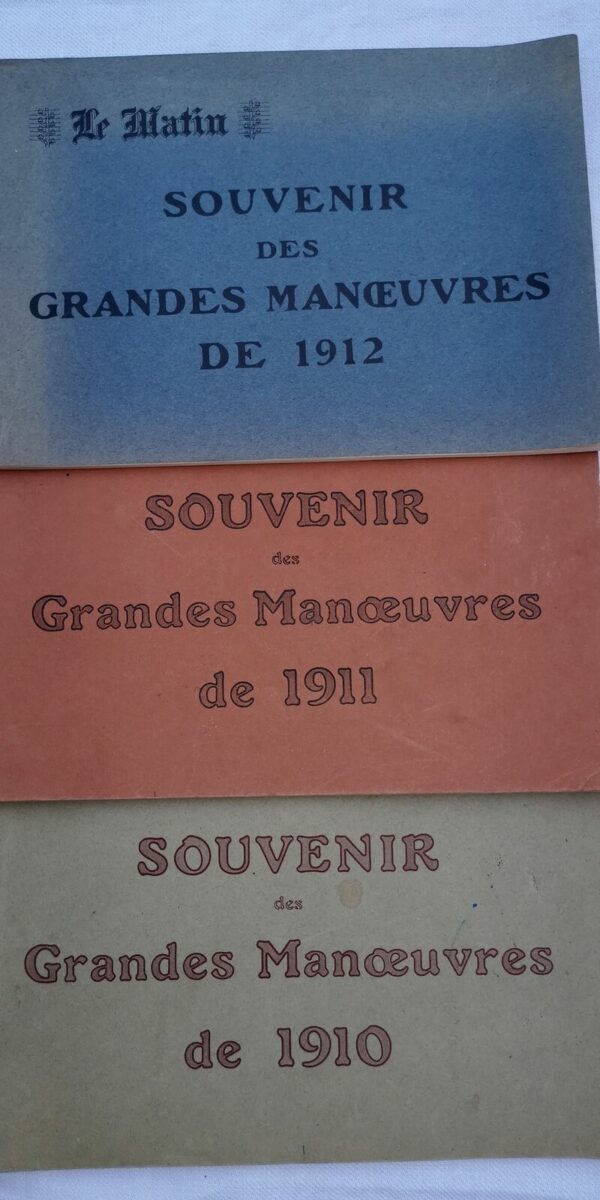 Le Matin
SOUVENIR
DES
GRANDES MANŒUVRES
DE 1912
SOUVENIR
des
Grandes Manœuvres
de 1911
SOUVENIR
des
Grandes Manœuvres
de 1910